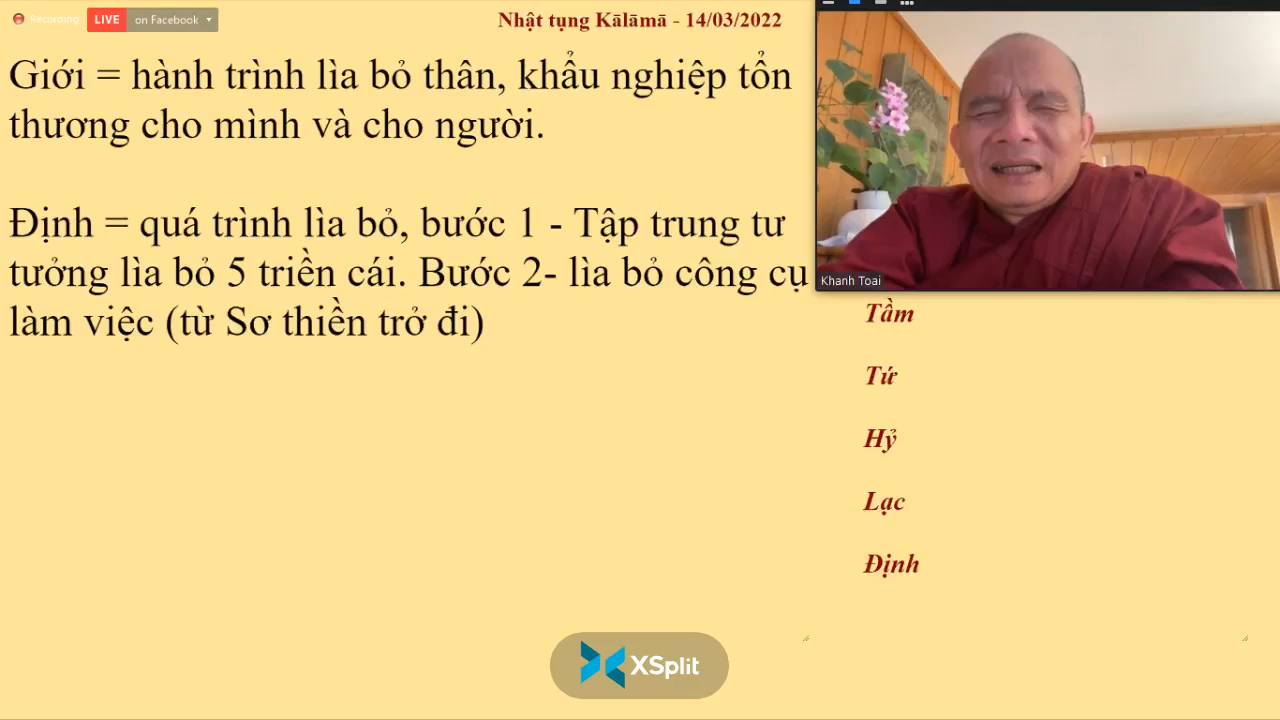 Recording
LIVE on Facebook
Nhật tụng Kālāmā - 14/03/2022
Giới = hành trình lìa bỏ thân, khẩu nghiệp tổn
thương cho mình và cho người.
Định = quá trình lìa bỏ, bước 1 - Tập trung tư
tưởng lìa bỏ 5 triền cái. Bước 2- lìa bỏ công cụ
làm việc (từ Sơ thiền trở đi)
Khanh Toai
Tầm
Tứ
Hỷ
Lạc
Định
XSplit